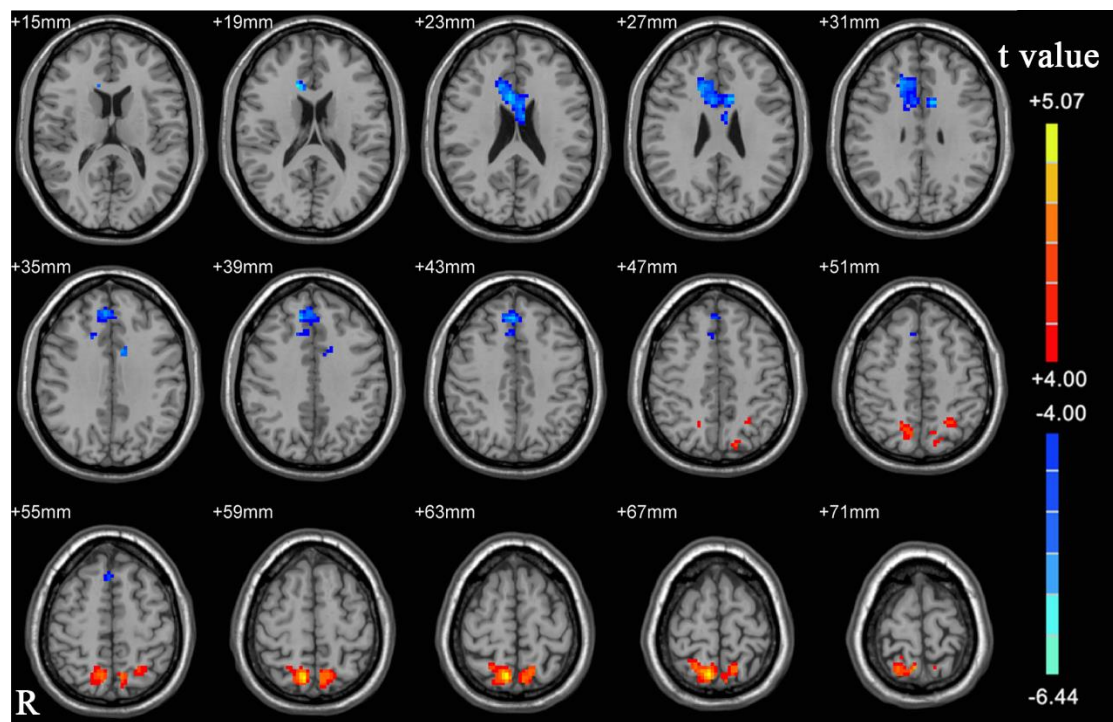 +15mm +19mm +23mm +27mm +31mm
t value
+5.07
+35mm +39mm +43mm +47mm +51mm
+4.00
-4.00
+55mm +59mm +63mm +67mm +71mm
R
-6.44